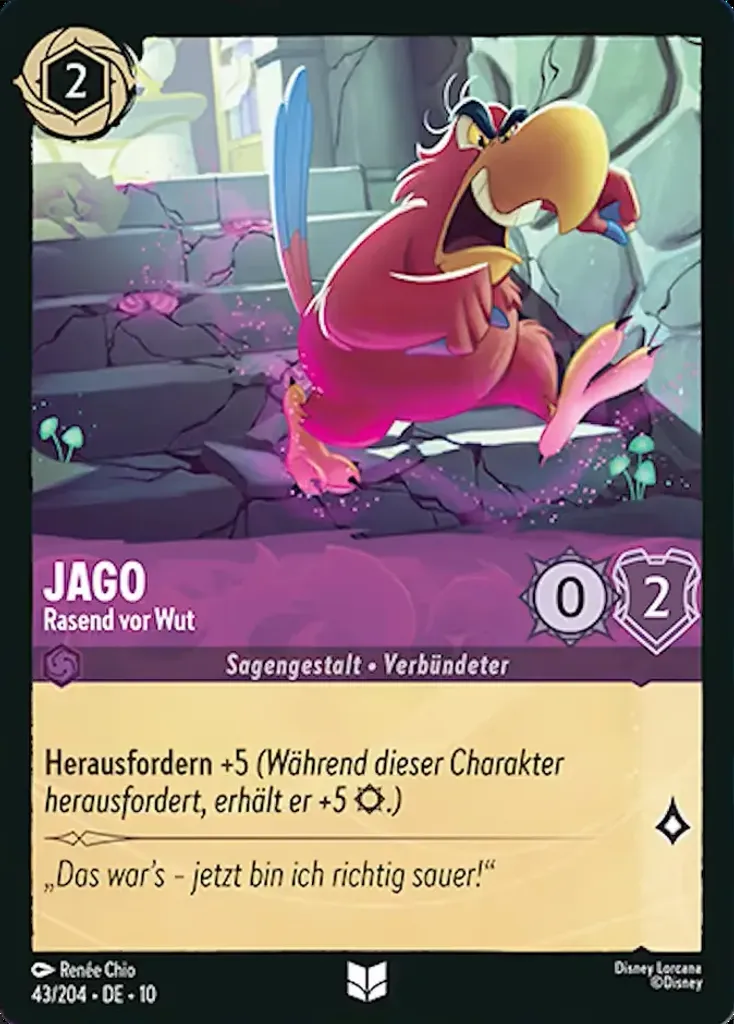 2
JAGO
Rasend vor Wut
0
2
Sagengestalt • Verbündeter
Herausfordern +5 (Während dieser Charakter
herausfordert, erhält er +5 .)
„Das war's – jetzt bin ich richtig sauer!“
Renée Chio
43/204 • DE • 10
Disney Lorcana
©Disney